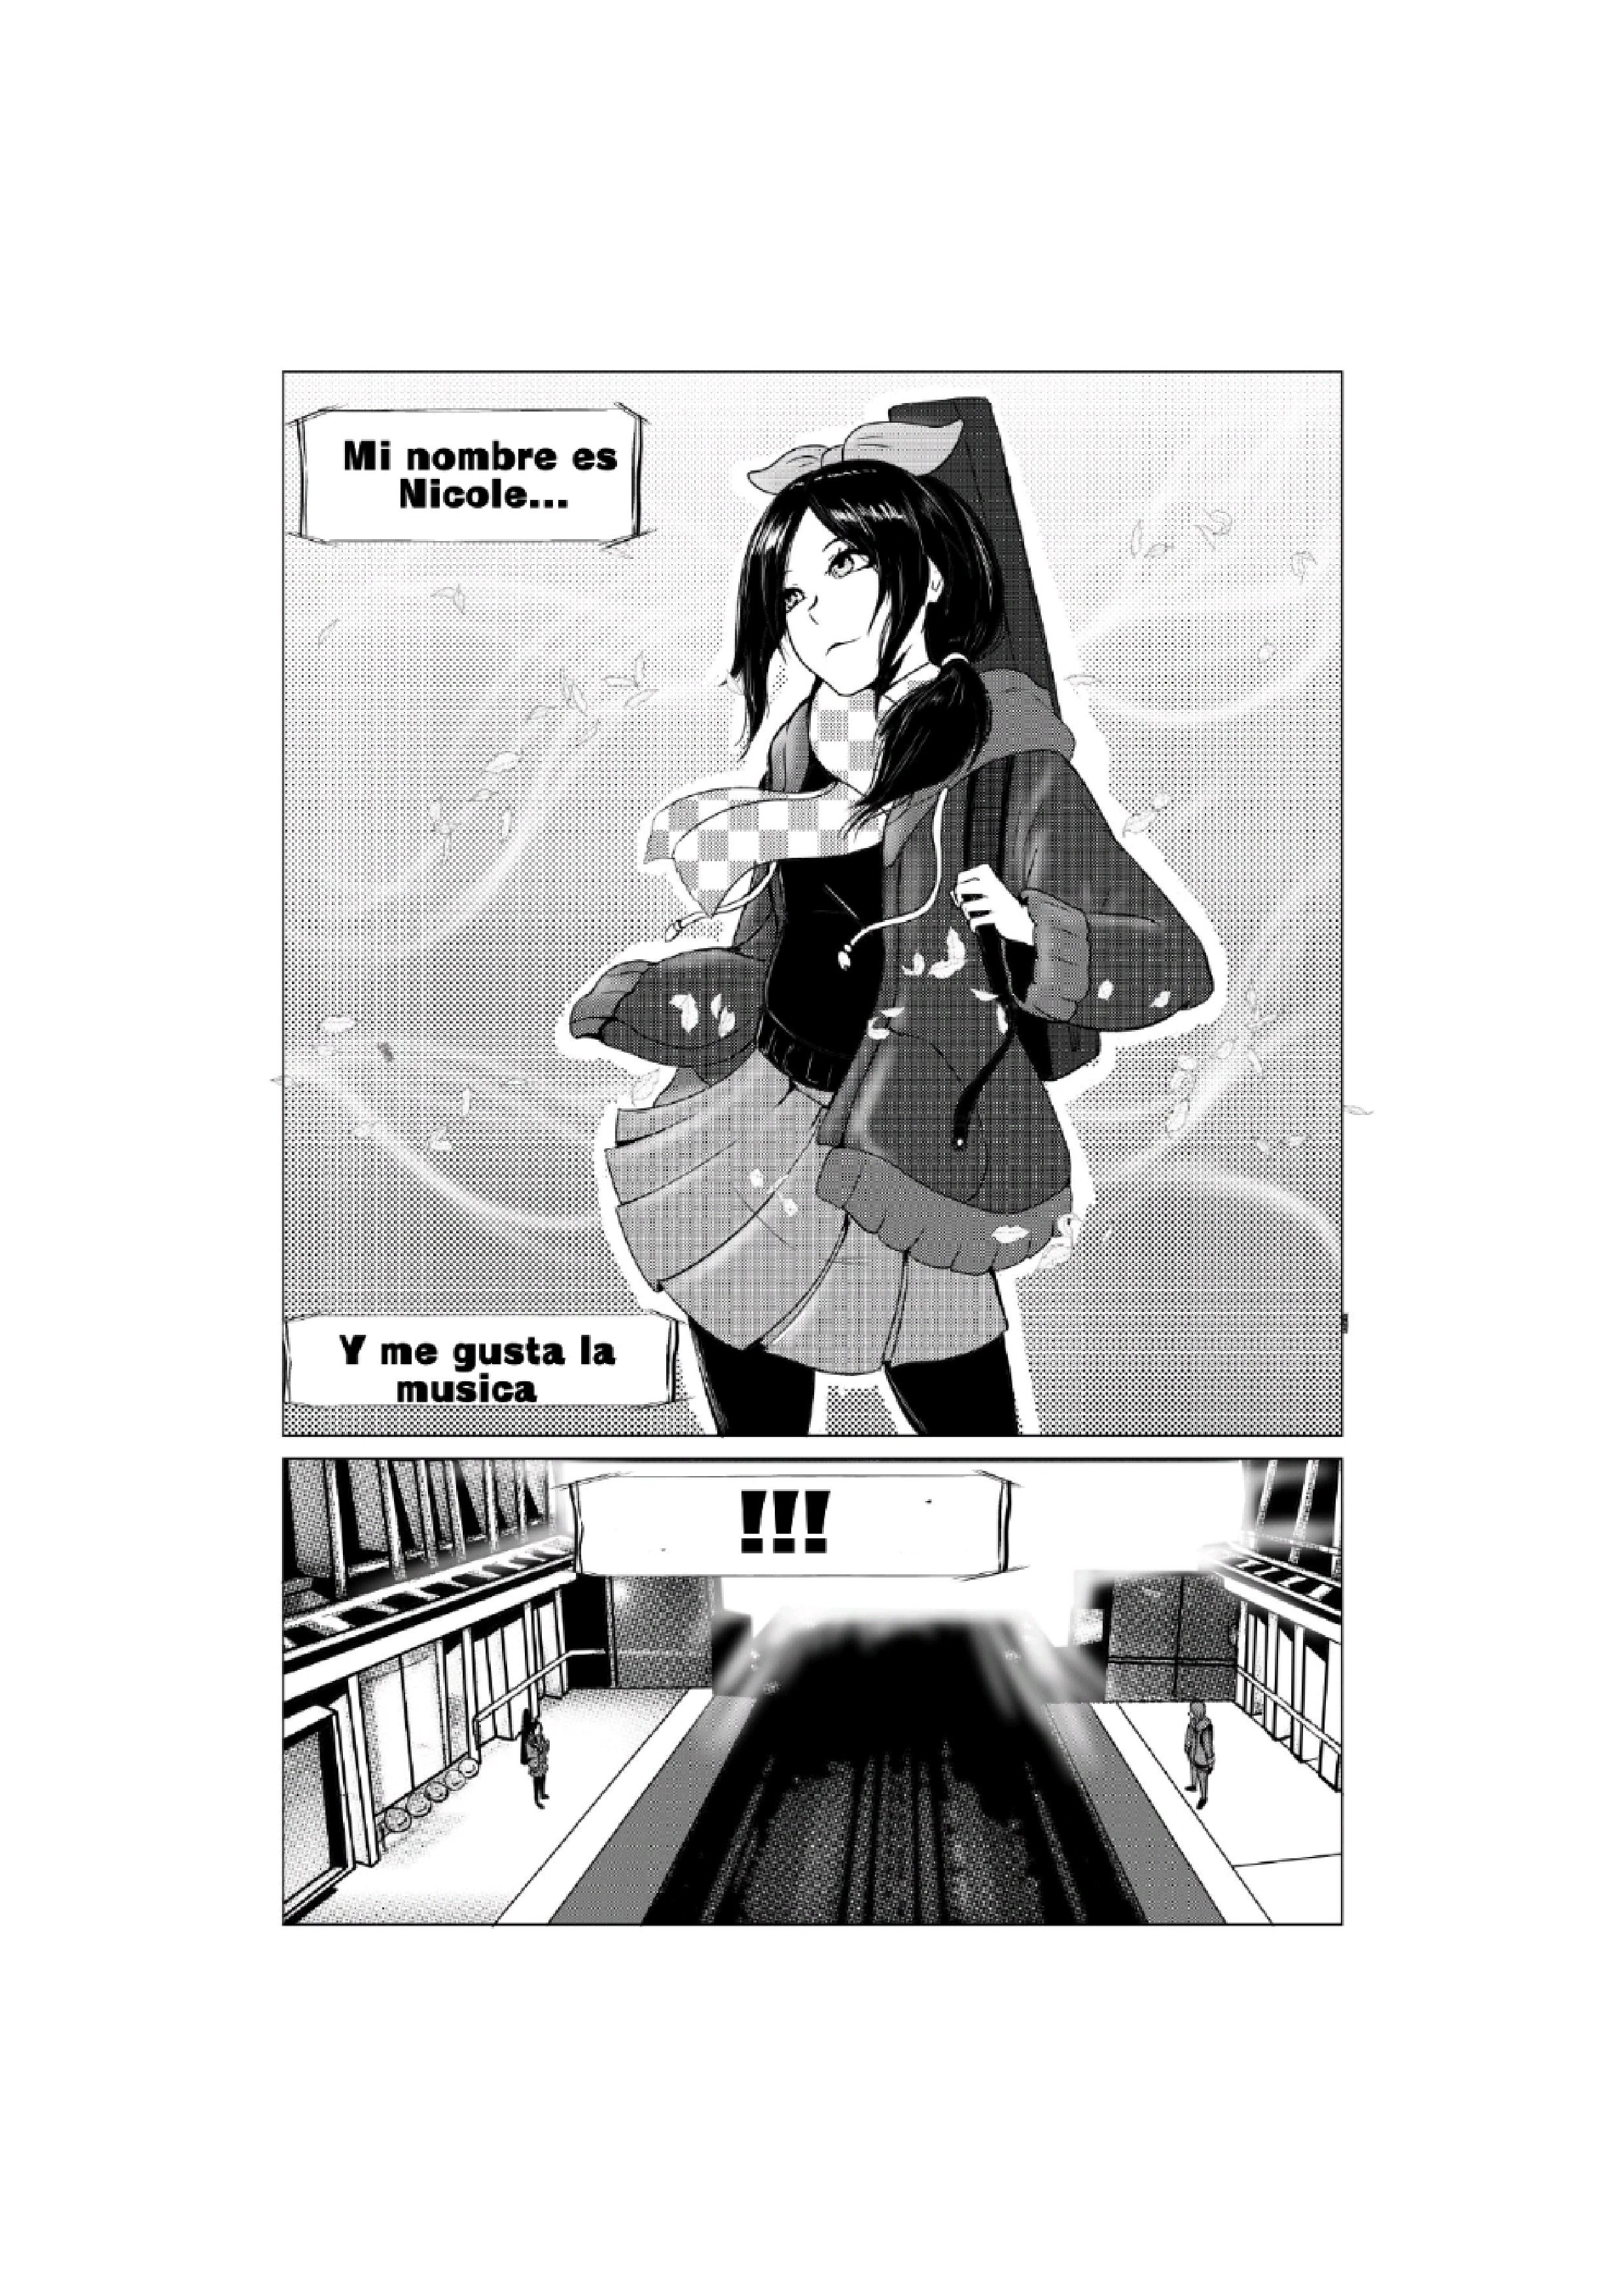 Mi nombre es
Nicole...
Y me gusta la
musica
!!!